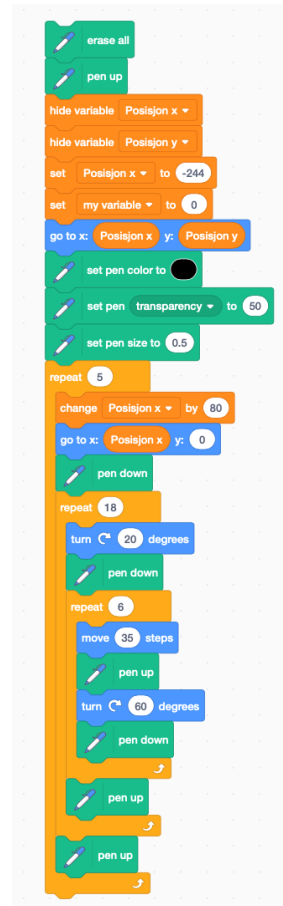 erase all
pen up
hide variable Posisjon x
hide variable Posisjon y
set Posisjon x to -244
set my variable to 0
go to x: Posisjon x y: Posisjon y
set pen color to
set pen transparency to 50
set pen size to 0.5
repeat 5
change Posisjon x by 80
go to x: Posisjon x y: 0
pen down
repeat 18
turn 20 degrees
pen down
repeat 6
move 35 steps
pen up
turn 60 degrees
pen down
pen up
pen up